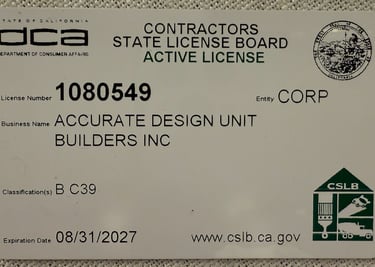 STATE OF CALIFORNIA
dca
DEPARTMENT OF CONSUMER AFFAIRS
CONTRACTORS
STATE LICENSE BOARD
ACTIVE LICENSE
License Number 1080549 Entity CORP
Business Name ACCURATE DESIGN UNIT
BUILDERS INC
Classification(s) B C39
CSLB
Expiration Date 08/31/2027 www.cslb.ca.gov